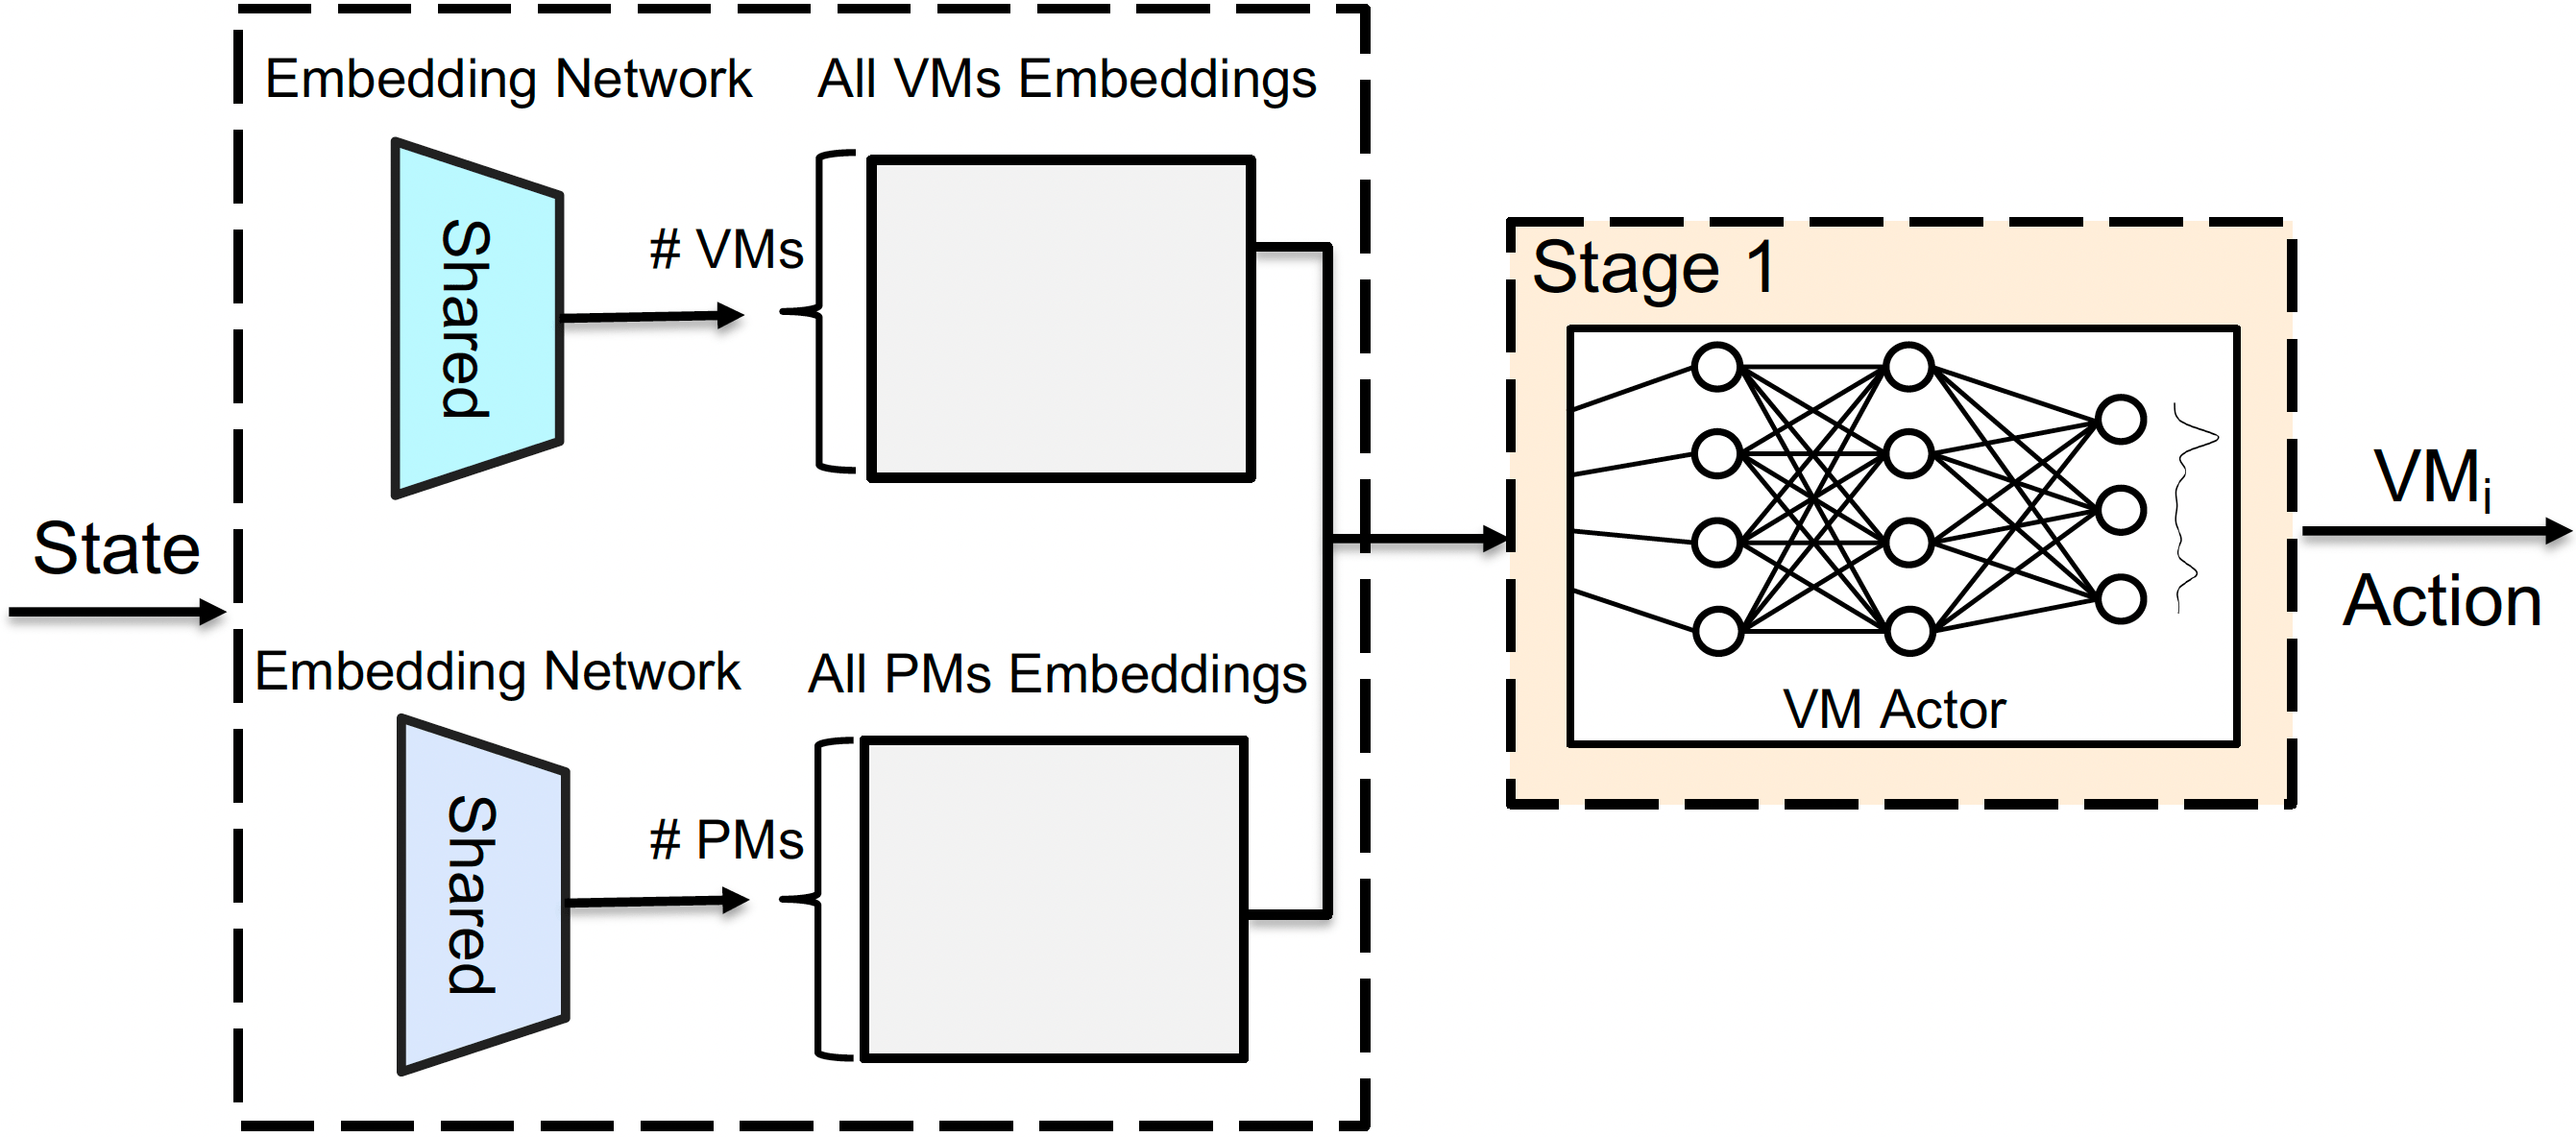 State
Embedding Network
All VMs Embeddings
Shared
# VMs
Embedding Network
All PMs Embeddings
Shared
# PMs
Stage 1
VM Actor
VMi
Action